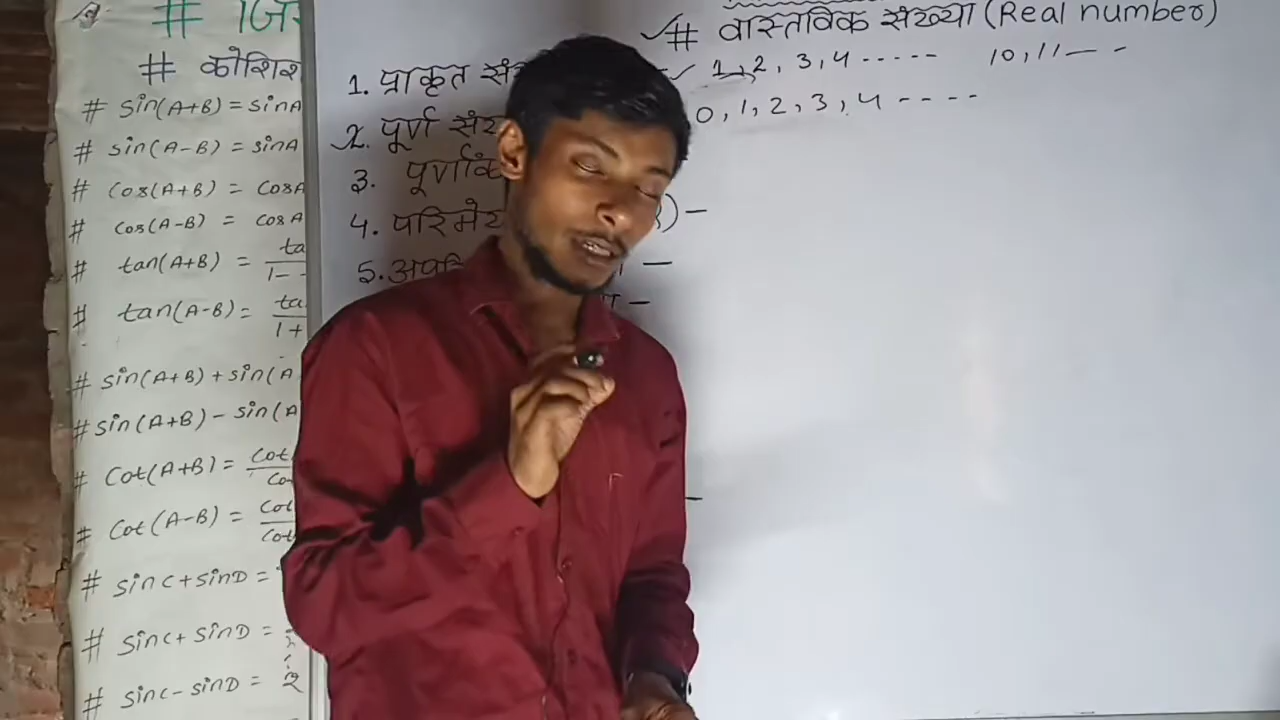 #
# कोशिश
# sin(A+B) = sinA
# sin(A-B) = sinA
# cos(A+B) = cosA
# cos(A-B) = cosA
# tan(A+B) = ta
1-
# tan(A-B) = ta
1+
# sin(A+B)+sin(A
# sin(A+B)-sin(A
# cot(A+B) = cot
co
# cot(A-B) = cot
cot
# sinC+sinD =
# sinC+sinD =
# sinC-sinD = 2
# वास्तविक संख्या (Real number)
1. प्राकृत 1, 2, 3, 4 ----- 10, 11 - -
2. पूर्ण 0, 1, 2, 3, 4 ----
3. पूर्णांक
4. परिमेय ) -
5. -
-
-